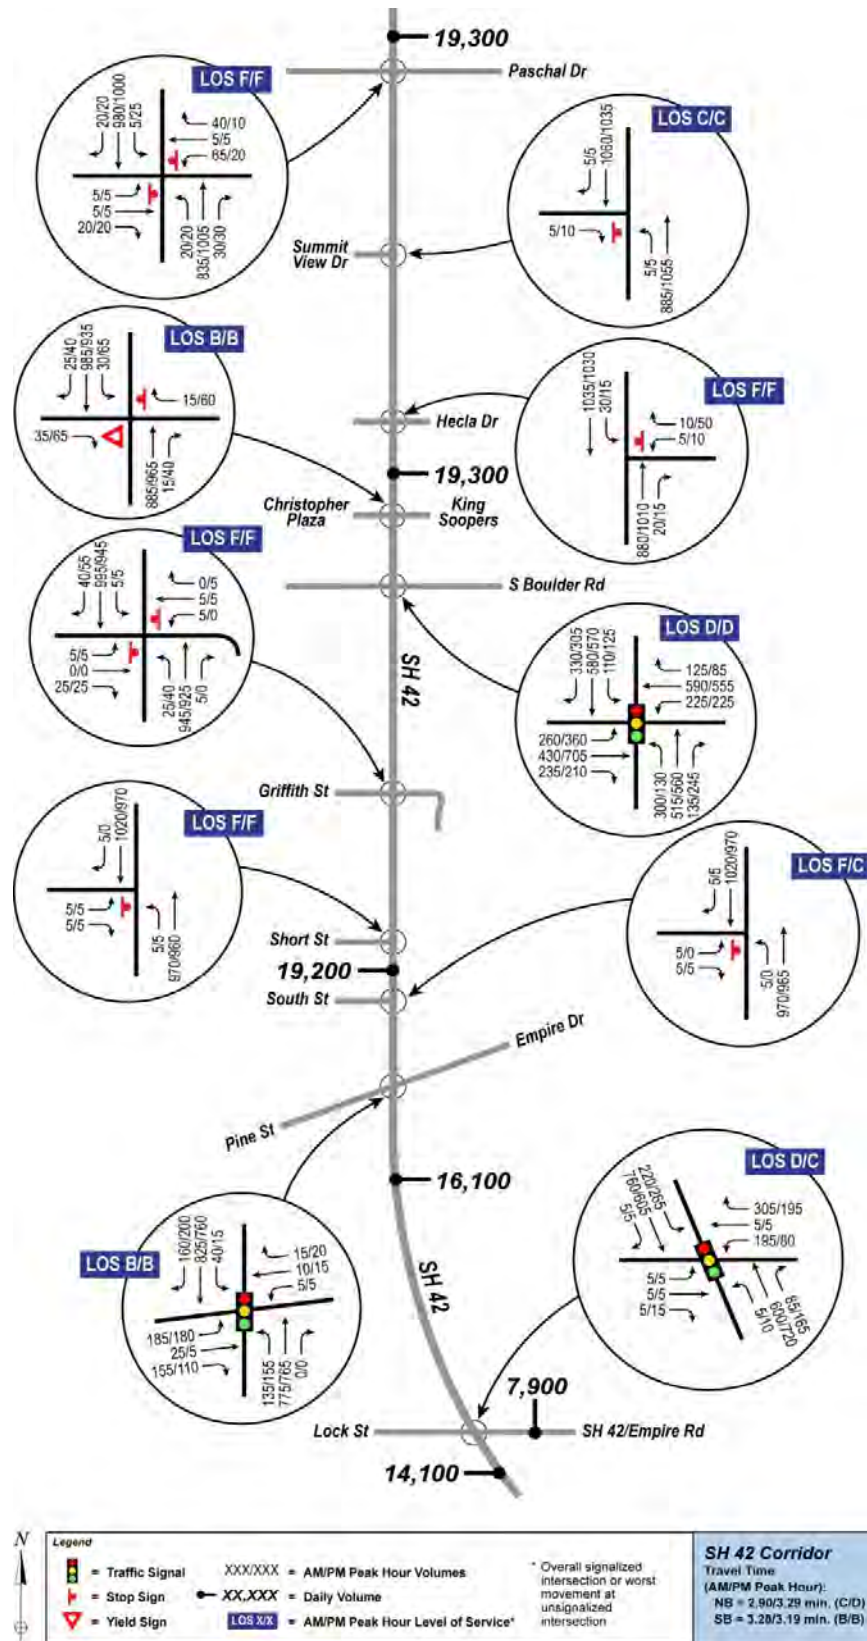 19,300
Paschal Dr
LOS F/F
20/20
980/1000
5/25
40/10
5/5
65/20
5/5
5/5
20/20
20/20
835/1005
30/30
LOS C/C
5/5
1060/1035
5/10
5/5
885/1055
Summit
View Dr
LOS B/B
25/40
985/935
30/65
15/60
35/65
885/965
15/40
LOS F/F
1035/1030
30/15
10/50
5/10
880/1010
20/15
Hecla Dr
19,300
Christopher
Plaza
King
Soopers
S Boulder Rd
LOS F/F
40/55
995/945
5/5
0/5
5/5
5/0
5/5
0/0
25/25
25/40
945/925
5/0
SH 42
LOS D/D
330/305
580/570
110/125
125/85
590/555
225/225
260/360
430/705
235/210
300/130
515/560
135/245
Griffith St
LOS F/F
5/0
1020/970
5/5
5/5
5/5
970/960
LOS F/C
5/5
1020/970
5/0
5/5
5/0
970/965
Short St
19,200
South St
Empire Dr
Pine St
16,100
SH 42
LOS B/B
160/200
825/760
40/15
15/20
10/15
5/5
185/180
25/5
155/110
135/155
775/765
0/0
LOS D/C
220/265
760/605
5/5
305/195
5/5
195/80
5/5
5/5
5/15
5/10
600/720
65/165
7,900
Lock St
SH 42/Empire Rd
14,100
N
Legend
= Traffic Signal
= Stop Sign
= Yield Sign
XXX/XXX = AM/PM Peak Hour Volumes
XX,XXX = Daily Volume
LOS X/X = AM/PM Peak Hour Level of Service*
* Overall signalized
intersection or worst
movement at
unsignalized
intersection
SH 42 Corridor
Travel Time
(AM/PM Peak Hour):
NB = 2.90/3.29 min. (C/D)
SB = 3.28/3.19 min. (B/B)